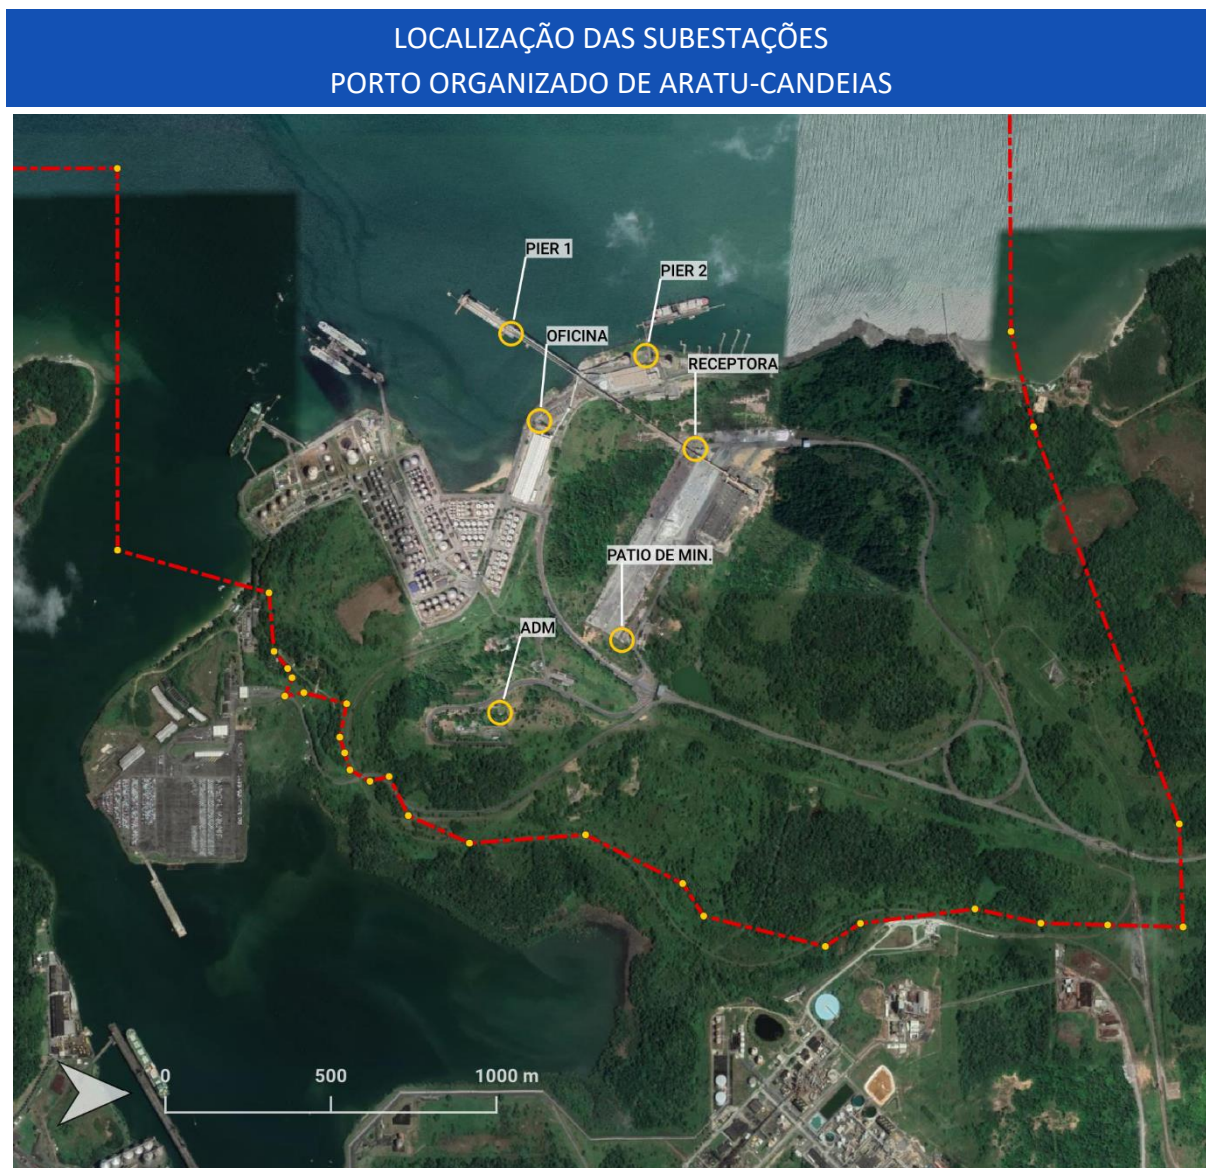 LOCALIZAÇÃO DAS SUBESTAÇÕES
PORTO ORGANIZADO DE ARATU-CANDEIAS
PIER 1
PIER 2
OFICINA
RECEPTORA
PATIO DE MIN.
ADM
0 500 1000 m